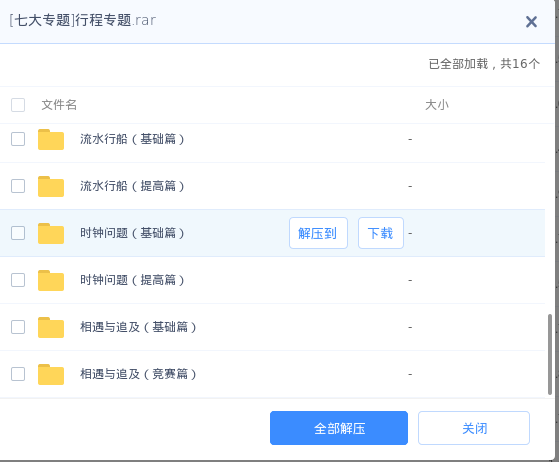 [七大专题]行程专题.rar
已全部加载，共16个
文件名 大小
流水行船（基础篇） -
流水行船（提高篇） -
时钟问题（基础篇） 解压到 下载 -
时钟问题（提高篇） -
相遇与追及（基础篇） -
相遇与追及（竞赛篇） -
全部解压 关闭